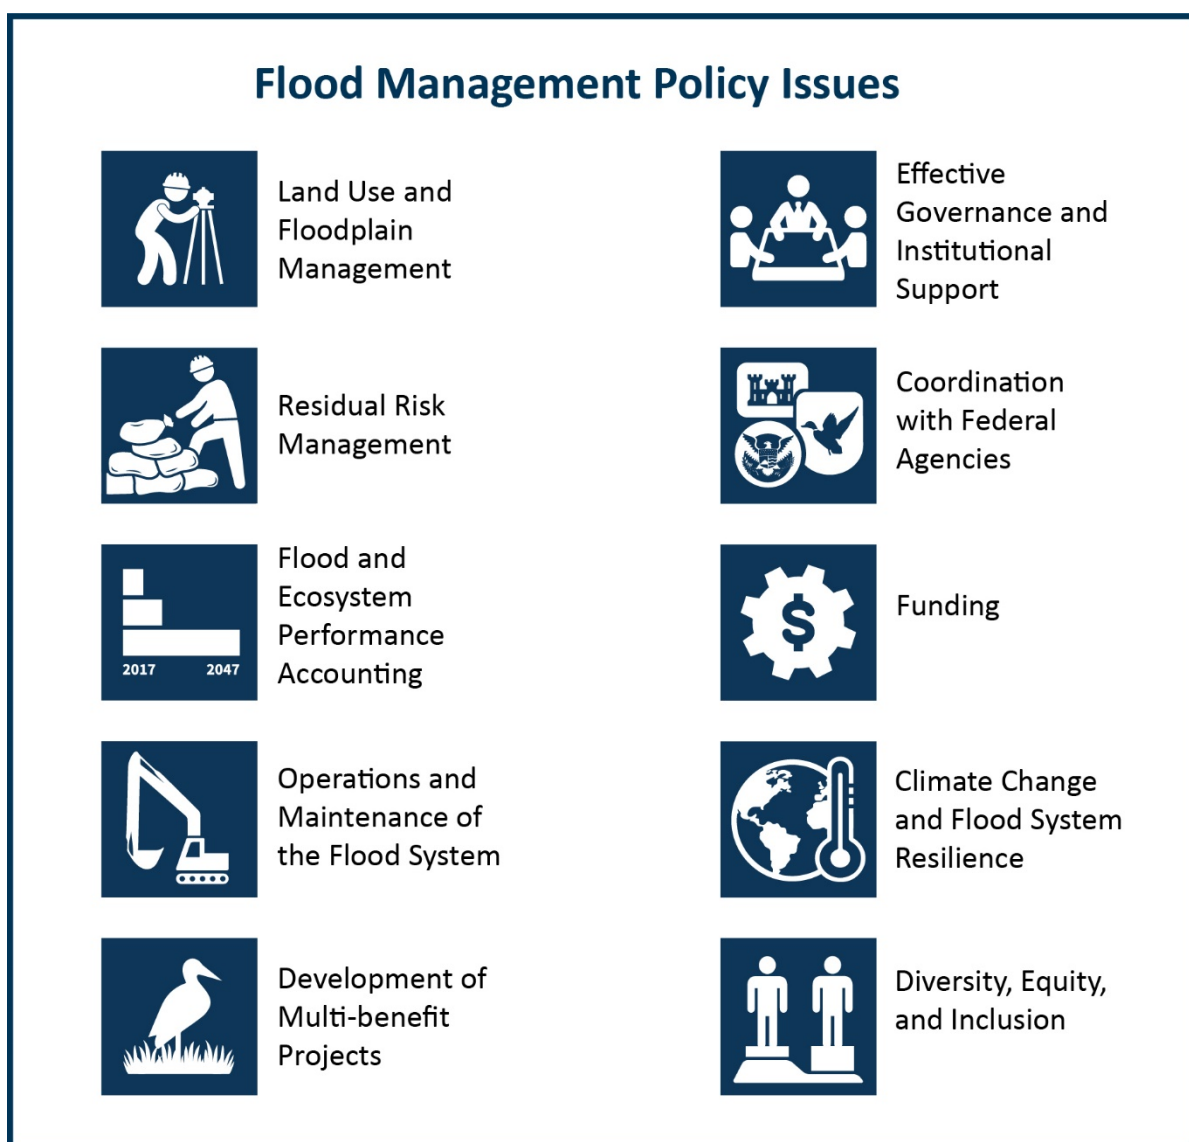 Flood Management Policy Issues
Land Use and
Floodplain
Management
Residual Risk
Management
Flood and
Ecosystem
Performance
Accounting
2017 2047
Operations and
Maintenance of
the Flood System
Development of
Multi-benefit
Projects
Effective
Governance and
Institutional
Support
Coordination
with Federal
Agencies
$
Funding
Climate Change
and Flood System
Resilience
Diversity, Equity,
and Inclusion